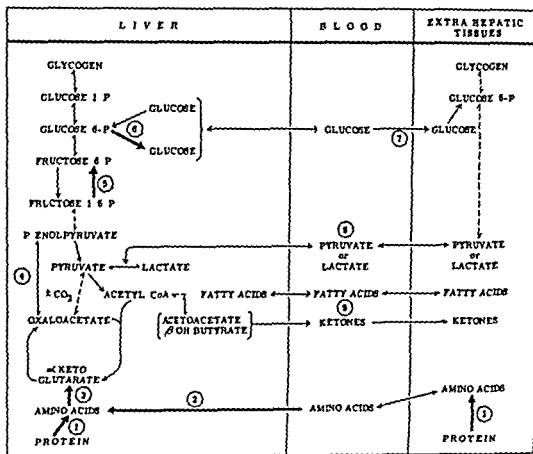 LIVER
BLOOD
EXTRA HEPATIC
TISSUES
GLYCOGEN
GLUCOSE 1 P
GLUCOSE 6-P
GLUCOSE
6
GLUCOSE
FRUCTOSE 6 P
5
FRUCTOSE 1 6 P
P ENOLPYRUVATE
4
PYRUVATE
LACTATE
CO2
ACETYL CoA
FATTY ACIDS
OXALOACETATE
ACETOACETATE
β OH BUTYRATE
α KETO
GLUTARATE
3
AMINO ACIDS
2
1
PROTEIN
GLUCOSE
7
8
PYRUVATE
or
LACTATE
FATTY ACIDS
9
KETONES
AMINO ACIDS
GLYCOGEN
GLUCOSE 6-P
GLUCOSE
PYRUVATE
or
LACTATE
FATTY ACIDS
KETONES
AMINO ACIDS
1
PROTEIN